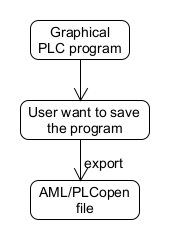 Graphical
PLC program
User want to save
the program
export
AML/PLCopen
file